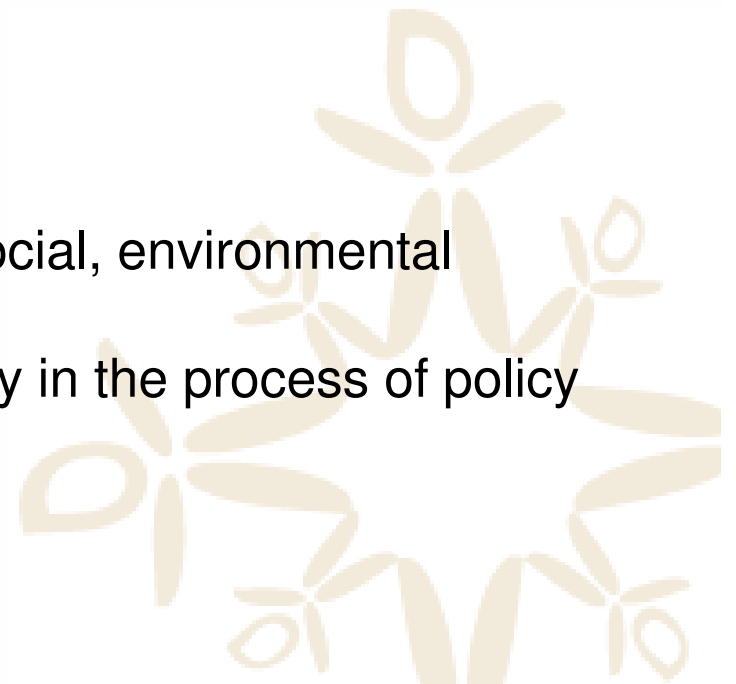 ocial, environmental
y in the process of policy